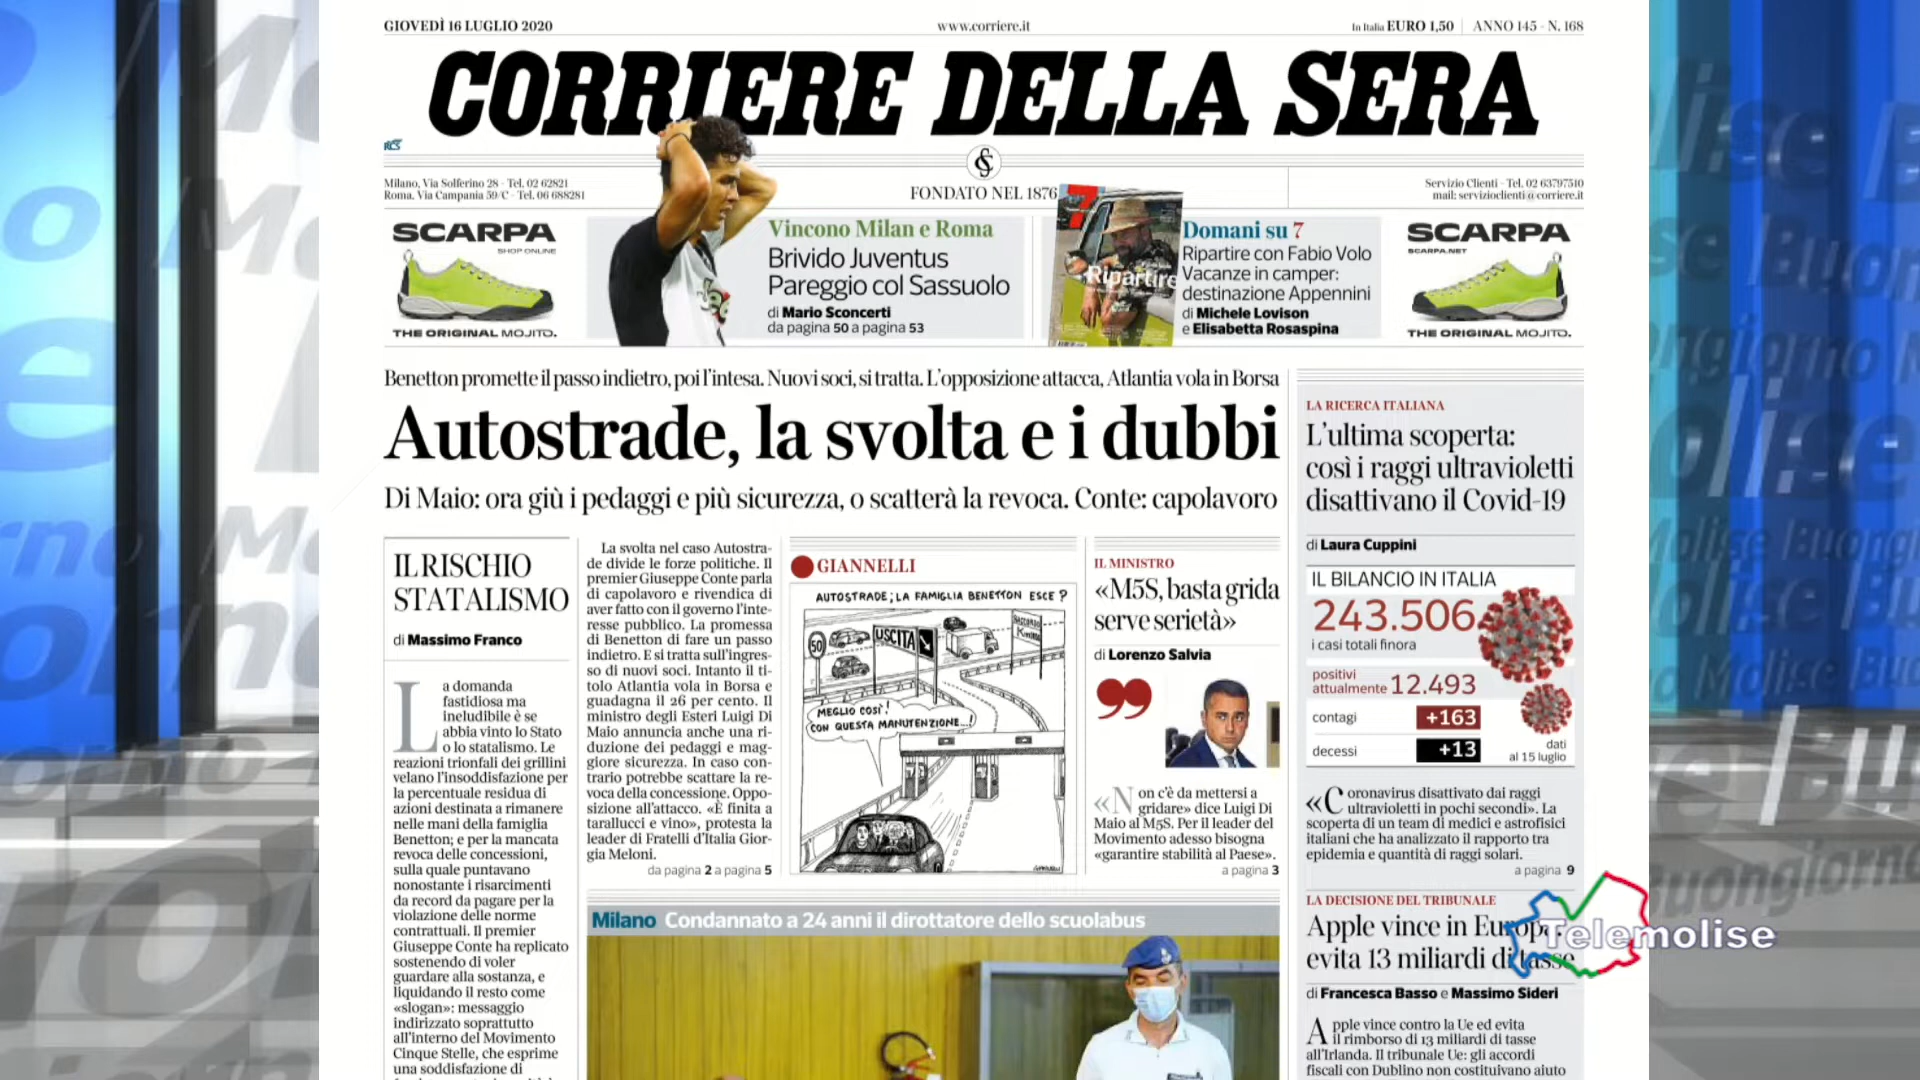 GIOVEDÌ 16 LUGLIO 2020
www.corriere.it
In Italia EURO 1,50 | ANNO 145 - N. 168
CORRIERE DELLA SERA
RCS
Milano, Via Solferino 28 - Tel. 02 62821
Roma, Via Campania 59/C - Tel. 06 688281
FONDATO NEL 1876
Servizio Clienti - Tel. 02 63797510
mail: servizioclienti@corriere.it
SCARPA
SHOP ONLINE
THE ORIGINAL MOJITO.
Vincono Milan e Roma
Brivido Juventus
Pareggio col Sassuolo
di Mario Sconcerti
da pagina 50 a pagina 53
7
Ripartire
Domani su 7
Ripartire con Fabio Volo
Vacanze in camper:
destinazione Appennini
di Michele Lovison
e Elisabetta Rosaspina
SCARPA
SCARPA.NET
THE ORIGINAL MOJITO.
Benetton promette il passo indietro, poi l'intesa. Nuovi soci, si tratta. L'opposizione attacca, Atlantia vola in Borsa
Autostrade, la svolta e i dubbi
Di Maio: ora giù i pedaggi e più sicurezza, o scatterà la revoca. Conte: capolavoro
IL RISCHIO
STATALISMO
di Massimo Franco
La domanda
fastidiosa ma
ineludibile è se
abbia vinto lo Stato
o lo statalismo. Le
reazioni trionfali dei grillini
velano l'insoddisfazione per
la percentuale residua di
azioni destinata a rimanere
nelle mani della famiglia
Benetton; e per la mancata
revoca delle concessioni,
sulla quale puntavano
nonostante i risarcimenti
da record da pagare per la
violazione delle norme
contrattuali. Il premier
Giuseppe Conte ha replicato
sostenendo di voler
guardare alla sostanza, e
liquidando il resto come
«slogan»: messaggio
indirizzato soprattutto
all'interno del Movimento
Cinque Stelle, che esprime
una soddisfazione di
La svolta nel caso Autostra-
de divide le forze politiche. Il
premier Giuseppe Conte parla
di capolavoro e rivendica di
aver fatto con il governo l'inte-
resse pubblico. La promessa
di Benetton di fare un passo
indietro. E si tratta sull'ingres-
so di nuovi soci. Intanto il ti-
tolo Atlantia vola in Borsa e
guadagna il 26 per cento. Il
ministro degli Esteri Luigi Di
Maio annuncia anche una ri-
duzione dei pedaggi e mag-
giore sicurezza. In caso con-
trario potrebbe scattare la re-
voca della concessione. Oppo-
sizione all'attacco. «È finita a
tarallucci e vino», protesta la
leader di Fratelli d'Italia Gior-
gia Meloni.
da pagina 2 a pagina 5
GIANNELLI
AUTOSTRADE; LA FAMIGLIA BENETTON ESCE?
50
USCITA
MEGLIO COSÌ!
CON QUESTA MANUTENZIONE...!
GIANNELLI
IL MINISTRO
«M5S, basta grida
serve serietà»
di Lorenzo Salvia
«Non c'è da mettersi a
gridare» dice Luigi Di
Maio al M5S. Per il leader del
Movimento adesso bisogna
«garantire stabilità al Paese».
a pagina 3
Milano Condannato a 24 anni il dirottatore dello scuolabus
LA RICERCA ITALIANA
L'ultima scoperta:
così i raggi ultravioletti
disattivano il Covid-19
di Laura Cuppini
IL BILANCIO IN ITALIA
243.506
i casi totali finora
positivi
attualmente 12.493
contagi +163
decessi +13
dati
al 15 luglio
«Coronavirus disattivato dai raggi
ultravioletti in pochi secondi». La
scoperta di un team di medici e astrofisici
italiani che ha analizzato il rapporto tra
epidemia e quantità di raggi solari.
a pagina 9
LA DECISIONE DEL TRIBUNALE
Apple vince in Europa:
evita 13 miliardi di tasse
di Francesca Basso e Massimo Sideri
Apple vince contro la Ue ed evita
il rimborso di 13 miliardi di tasse
all'Irlanda. Il tribunale Ue: gli accordi
fiscali con Dublino non costituivano aiuto
Telemolise